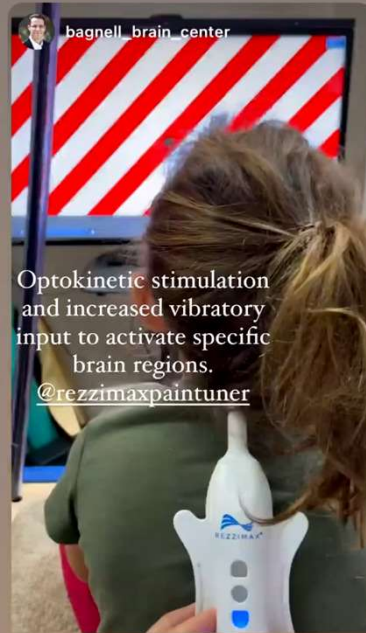 bagnell_brain_center
Optokinetic stimulation
and increased vibratory
input to activate specific
brain regions.
@rezzimaxpaintuner
REZZIMAX